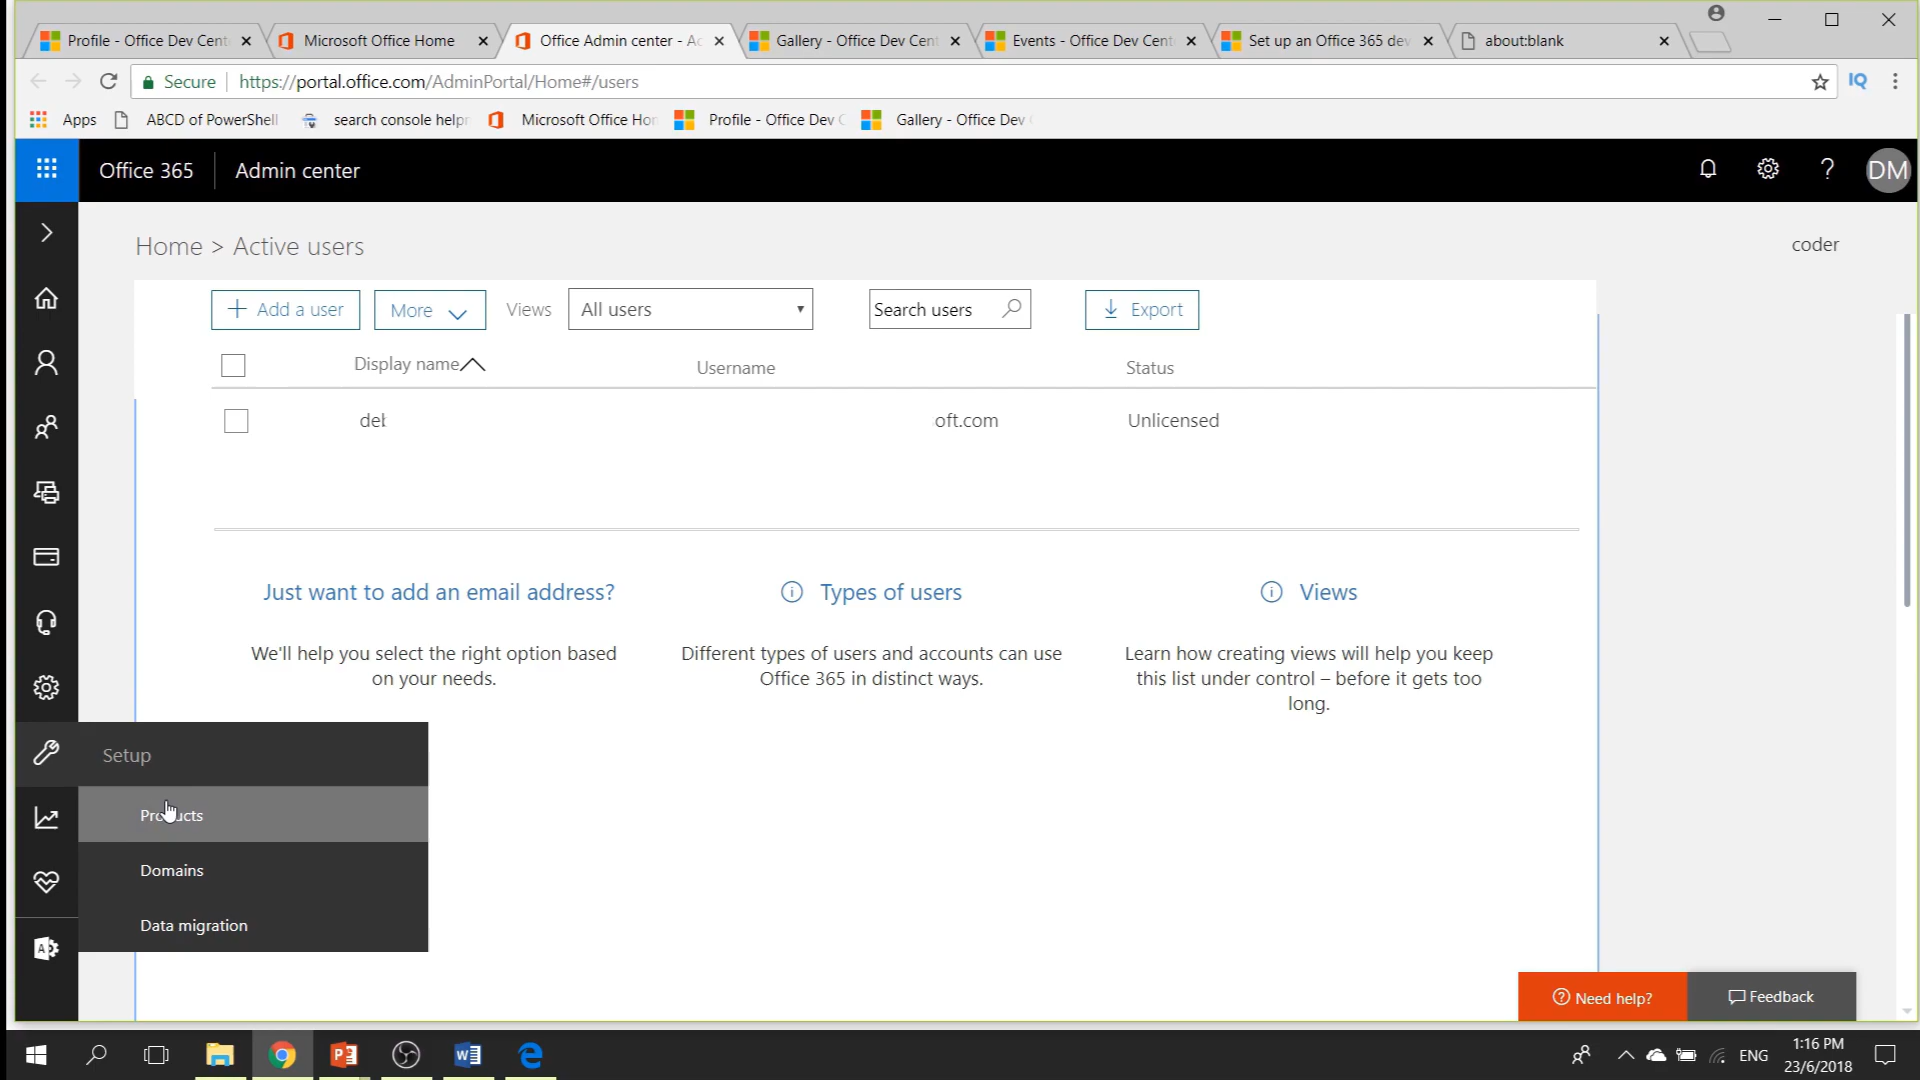 Profile - Office Dev Cent
Microsoft Office Home
Office Admin center - Ac
Gallery - Office Dev Cent
Events - Office Dev Cent
Set up an Office 365 dev
about:blank
Secure
https://portal.office.com/AdminPortal/Home#/users
IQ
Apps
ABCD of PowerShell
search console help
Microsoft Office Ho
Profile - Office Dev C
Gallery - Office Dev
Office 365
Admin center
?
DM
Home > Active users
coder
Add a user
More
Views
All users
Search users
Export
Display name
Username
Status
deb
oft.com
Unlicensed
Just want to add an email address?
Types of users
Views
We'll help you select the right option based
on your needs.
Different types of users and accounts can use
Office 365 in distinct ways.
Learn how creating views will help you keep
this list under control – before it gets too
long.
Setup
Products
Domains
Data migration
A
Need help?
Feedback
ENG
1:16 PM
23/6/2018